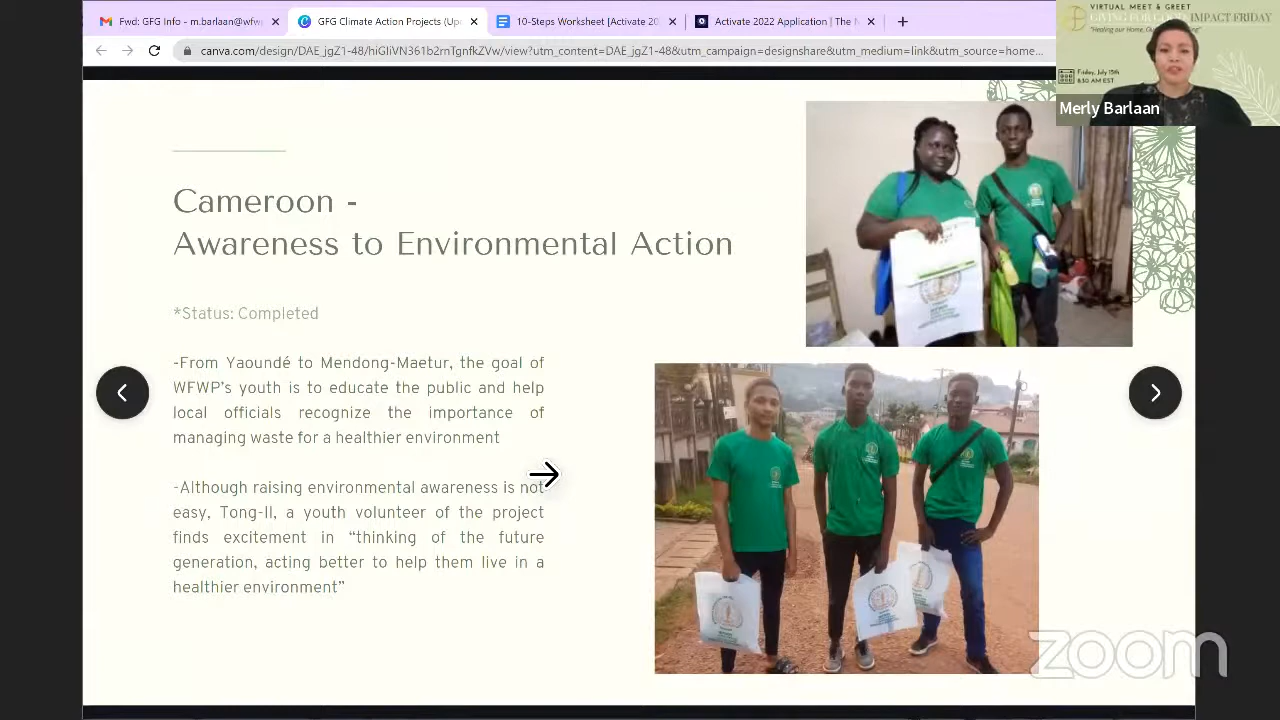 Fwd: GFG Info - m.barlaan@wfw
GFG Climate Action Projects (Up
10-Steps Worksheet [Activate 20
Activate 2022 Application | The N
canva.com/design/DAE_jgZ1-48/
view?utm_content=DAE_jgZ1-48&utm_campaign=designshare&utm_medium=link&utm_source=home...
VIRTUAL MEET & GREET
GIVING FOR GOOD IMPACT FRIDAY
"Healing our Home, Our
Friday, July 15th
8:30 AM EST
Merly Barlaan
Cameroon -
Awareness to Environmental Action
*Status: Completed
-From Yaoundé to Mendong-Maetur, the goal of
WFWP's youth is to educate the public and help
local officials recognize the importance of
managing waste for a healthier environment
-Although raising environmental awareness is not
easy, Tong-Il, a youth volunteer of the project
finds excitement in “thinking of the future
generation, acting better to help them live in a
healthier environment”
zoom